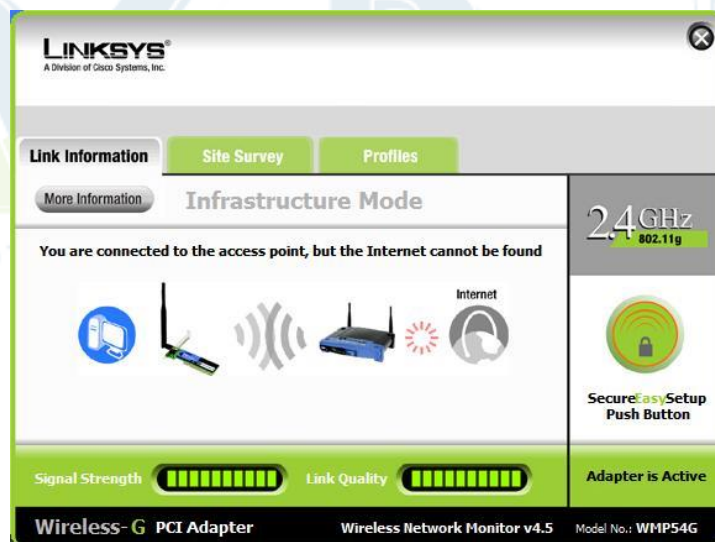 LINKSYS®
A Division of Cisco Systems, Inc.
Link Information
Site Survey
Profiles
More Information
Infrastructure Mode
2.4GHz
802.11g
You are connected to the access point, but the Internet cannot be found
Internet
SecureEasySetup
Push Button
Signal Strength
Link Quality
Adapter is Active
Wireless-G PCI Adapter
Wireless Network Monitor v4.5
Model No.: WMP54G